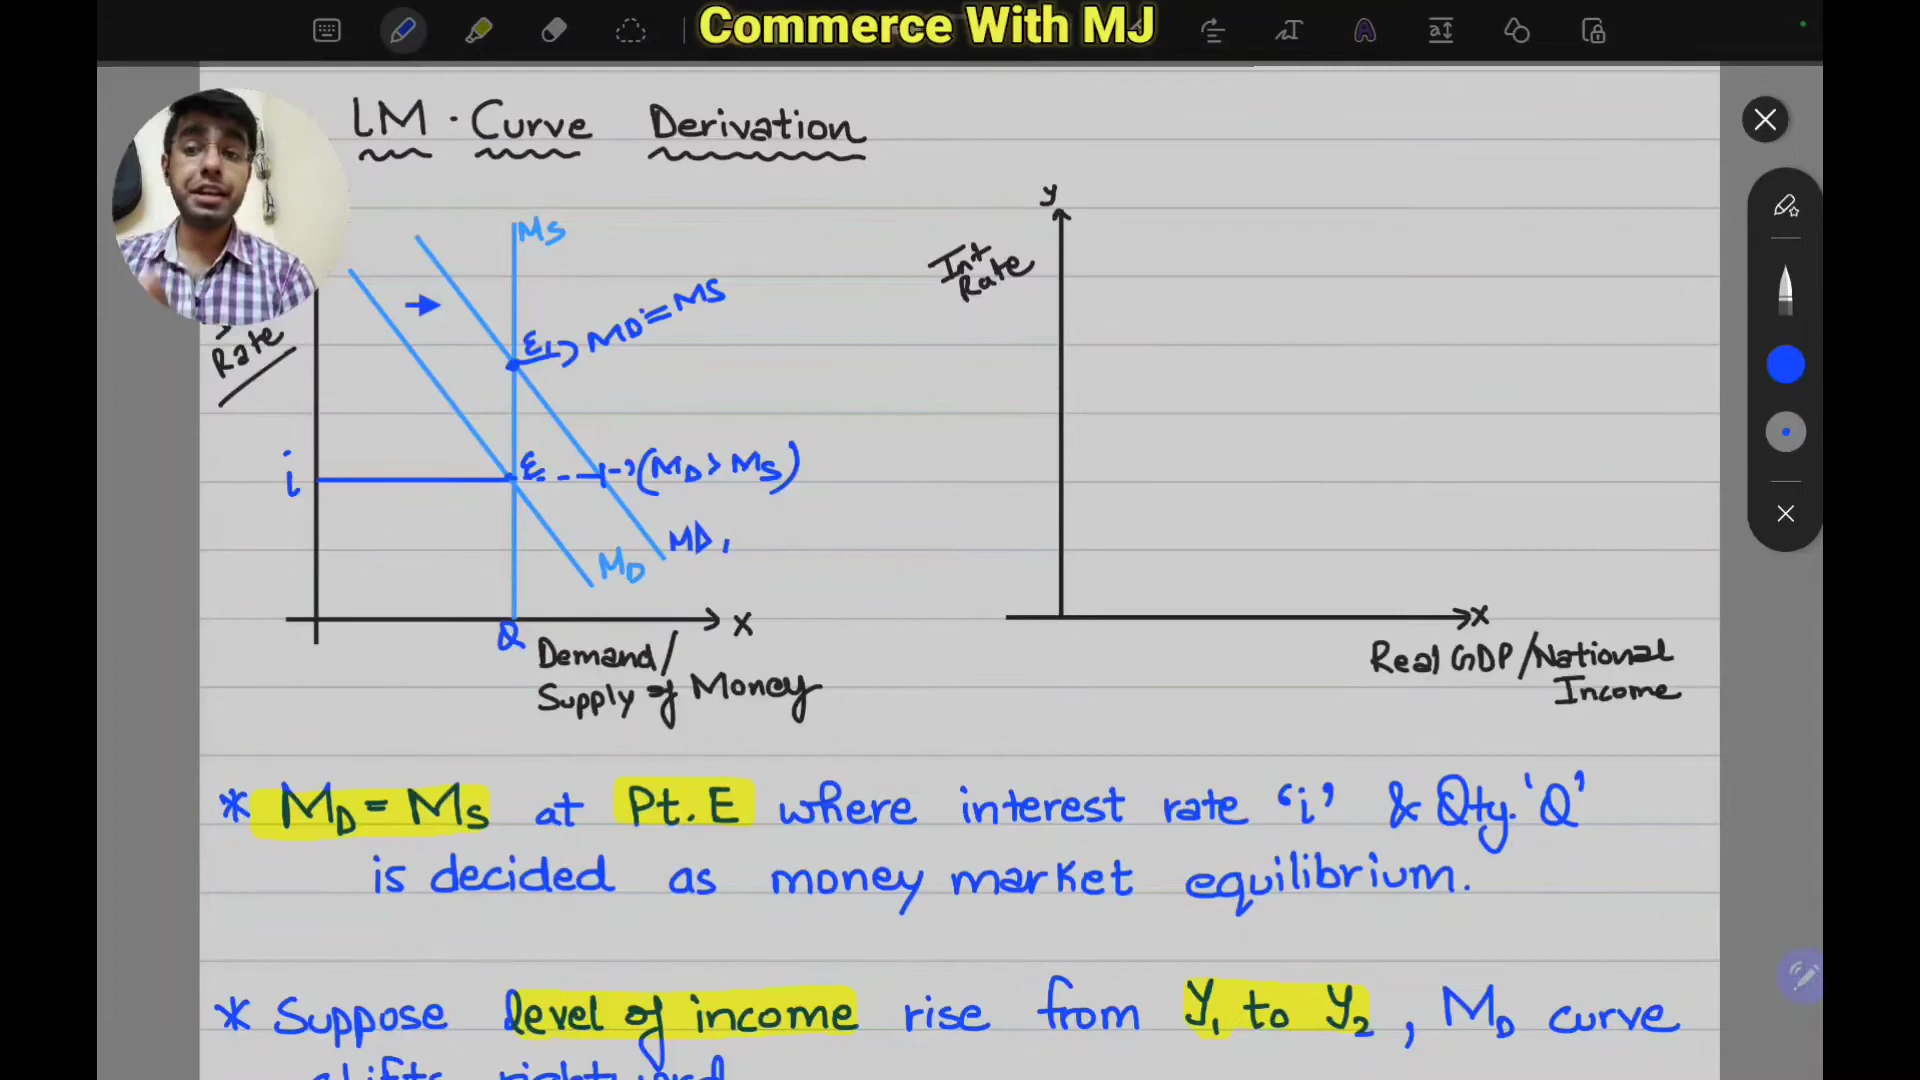 Commerce With MJ
LM · Curve Derivation
Ms
y
Int
Rate
MD = MS
E1
Rate
i
E
(MD > MS)
MD1
MD
X
X
Q
Demand/
Supply of Money
Real GDP/National
Income
* MD = MS at Pt. E where interest rate ‘i’ & Qty. ‘Q’
is decided as money market equilibrium.
* Suppose level of income rise from Y1 to Y2, MD curve